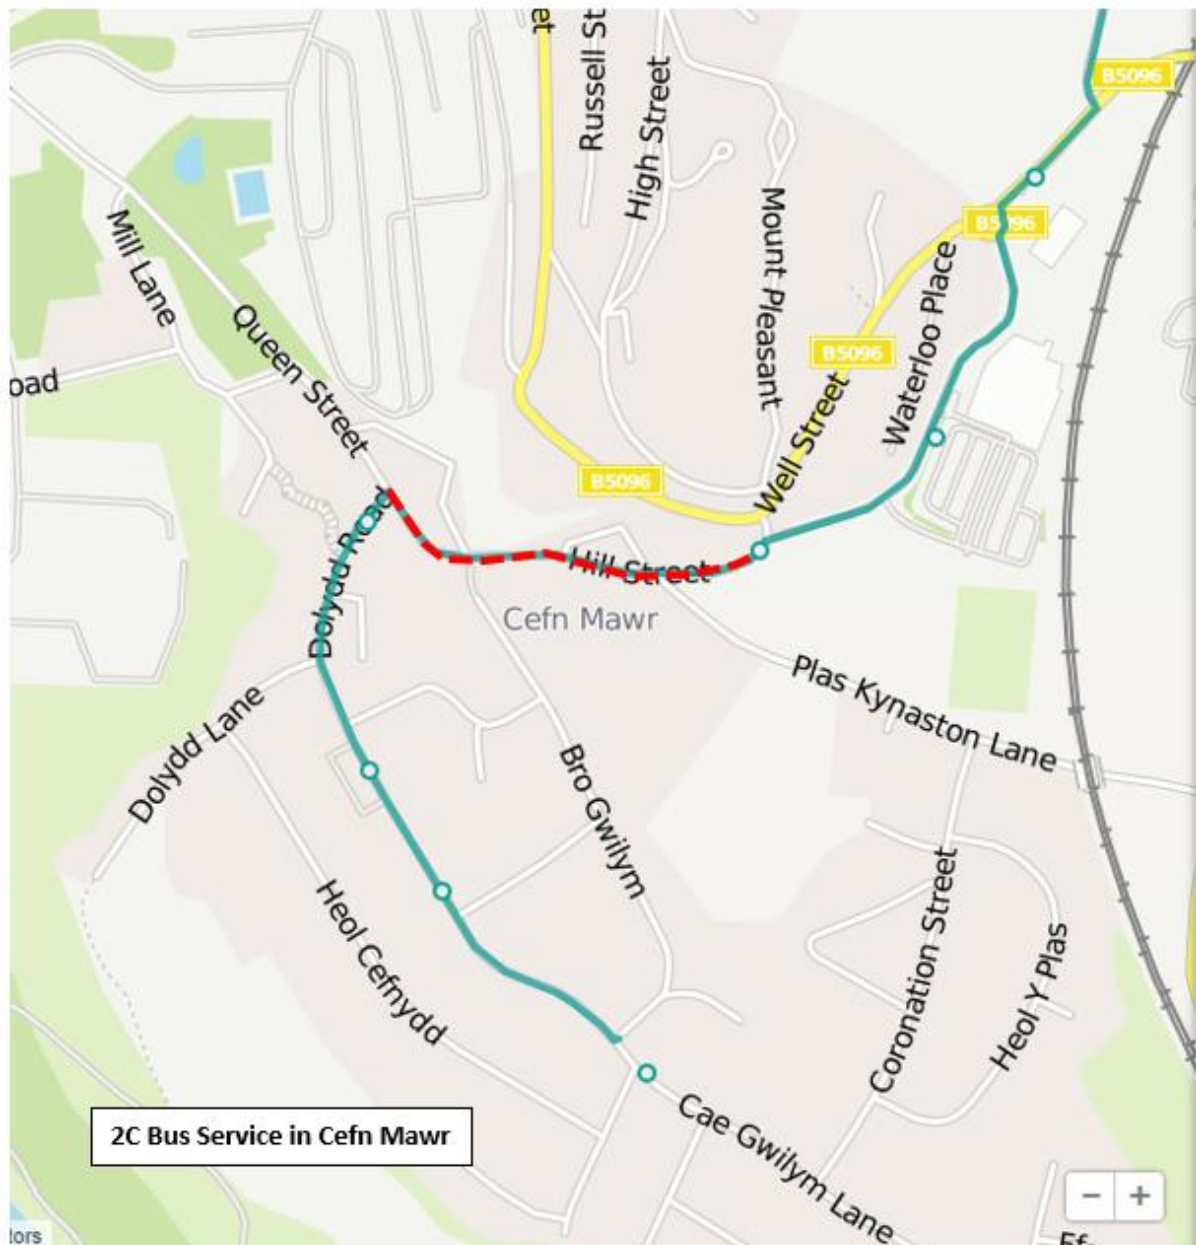 et
Russell St
High Street
B5096
Mount Pleasant
B5096
Mill Lane
Waterloo Place
Queen Street
B5096
oad
Well Street
B5096
Dolydd Road
Hill Street
Cefn Mawr
Plas Kynaston Lane
Dolydd Lane
Bro Gwilym
Coronation Street
Heol Cefnydd
Heol Y Plas
2C Bus Service in Cefn Mawr
Cae Gwilym Lane
− +
tors